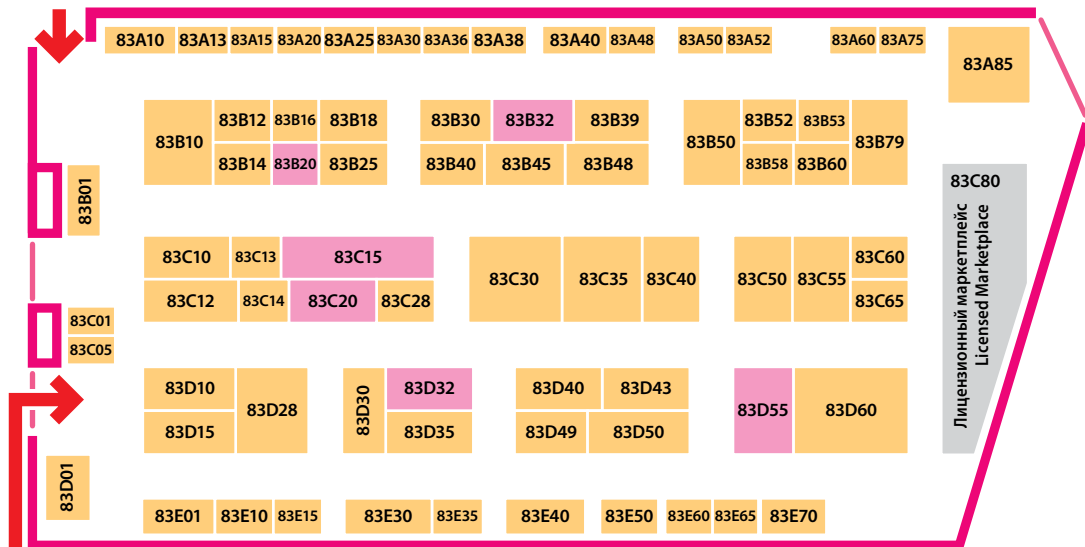 83A10 83A13 83A15 83A20 83A25 83A30 83A36 83A38 83A40 83A48 83A50 83A52 83A60 83A75
83A85
83B10 83B12 83B16 83B18 83B30 83B32 83B39 83B50 83B52 83B53 83B79
83B14 83B20 83B25 83B40 83B45 83B48 83B58 83B60
83B01
83C80
Лицензионный маркетплейс
Licensed Marketplace
83C10 83C13 83C15 83C30 83C35 83C40 83C50 83C55 83C60
83C12 83C14 83C20 83C28 83C65
83C01
83C05
83D10 83D28 83D30 83D32 83D40 83D43 83D55 83D60
83D15 83D35 83D49 83D50
83D01
83E01 83E10 83E15 83E30 83E35 83E40 83E50 83E60 83E65 83E70